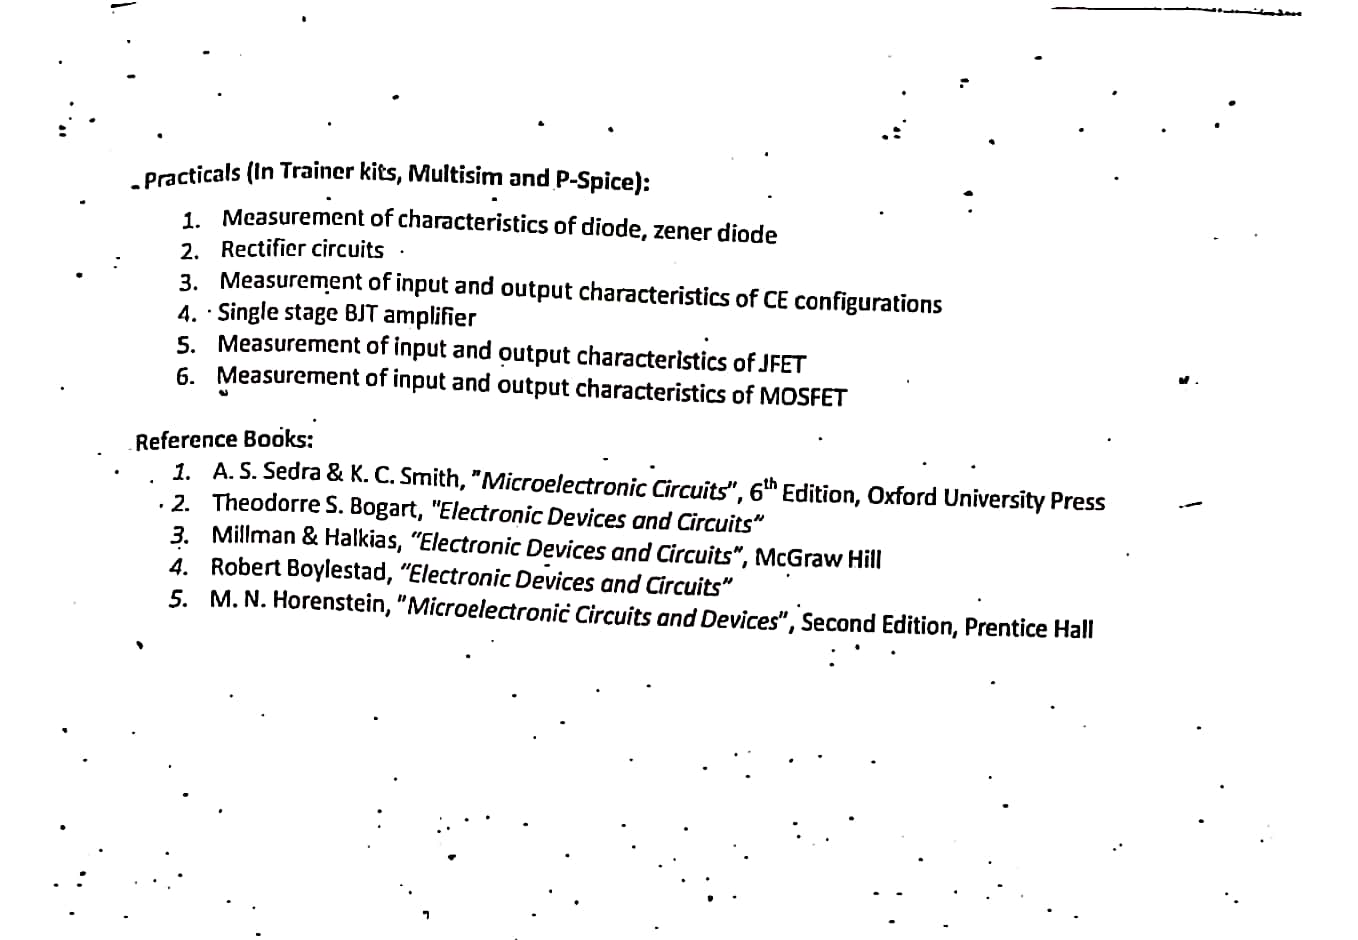 Practicals (In Trainer kits, Multisim and P-Spice):
1. Measurement of characteristics of diode, zener diode
2. Rectifier circuits
3. Measurement of input and output characteristics of CE configurations
4. Single stage BJT amplifier
5. Measurement of input and output characteristics of JFET
6. Measurement of input and output characteristics of MOSFET
Reference Books:
1. A. S. Sedra & K. C. Smith, "Microelectronic Circuits", 6th Edition, Oxford University Press
2. Theodorre S. Bogart, "Electronic Devices and Circuits"
3. Millman & Halkias, "Electronic Devices and Circuits", McGraw Hill
4. Robert Boylestad, "Electronic Devices and Circuits"
5. M. N. Horenstein, "Microelectronic Circuits and Devices", Second Edition, Prentice Hall